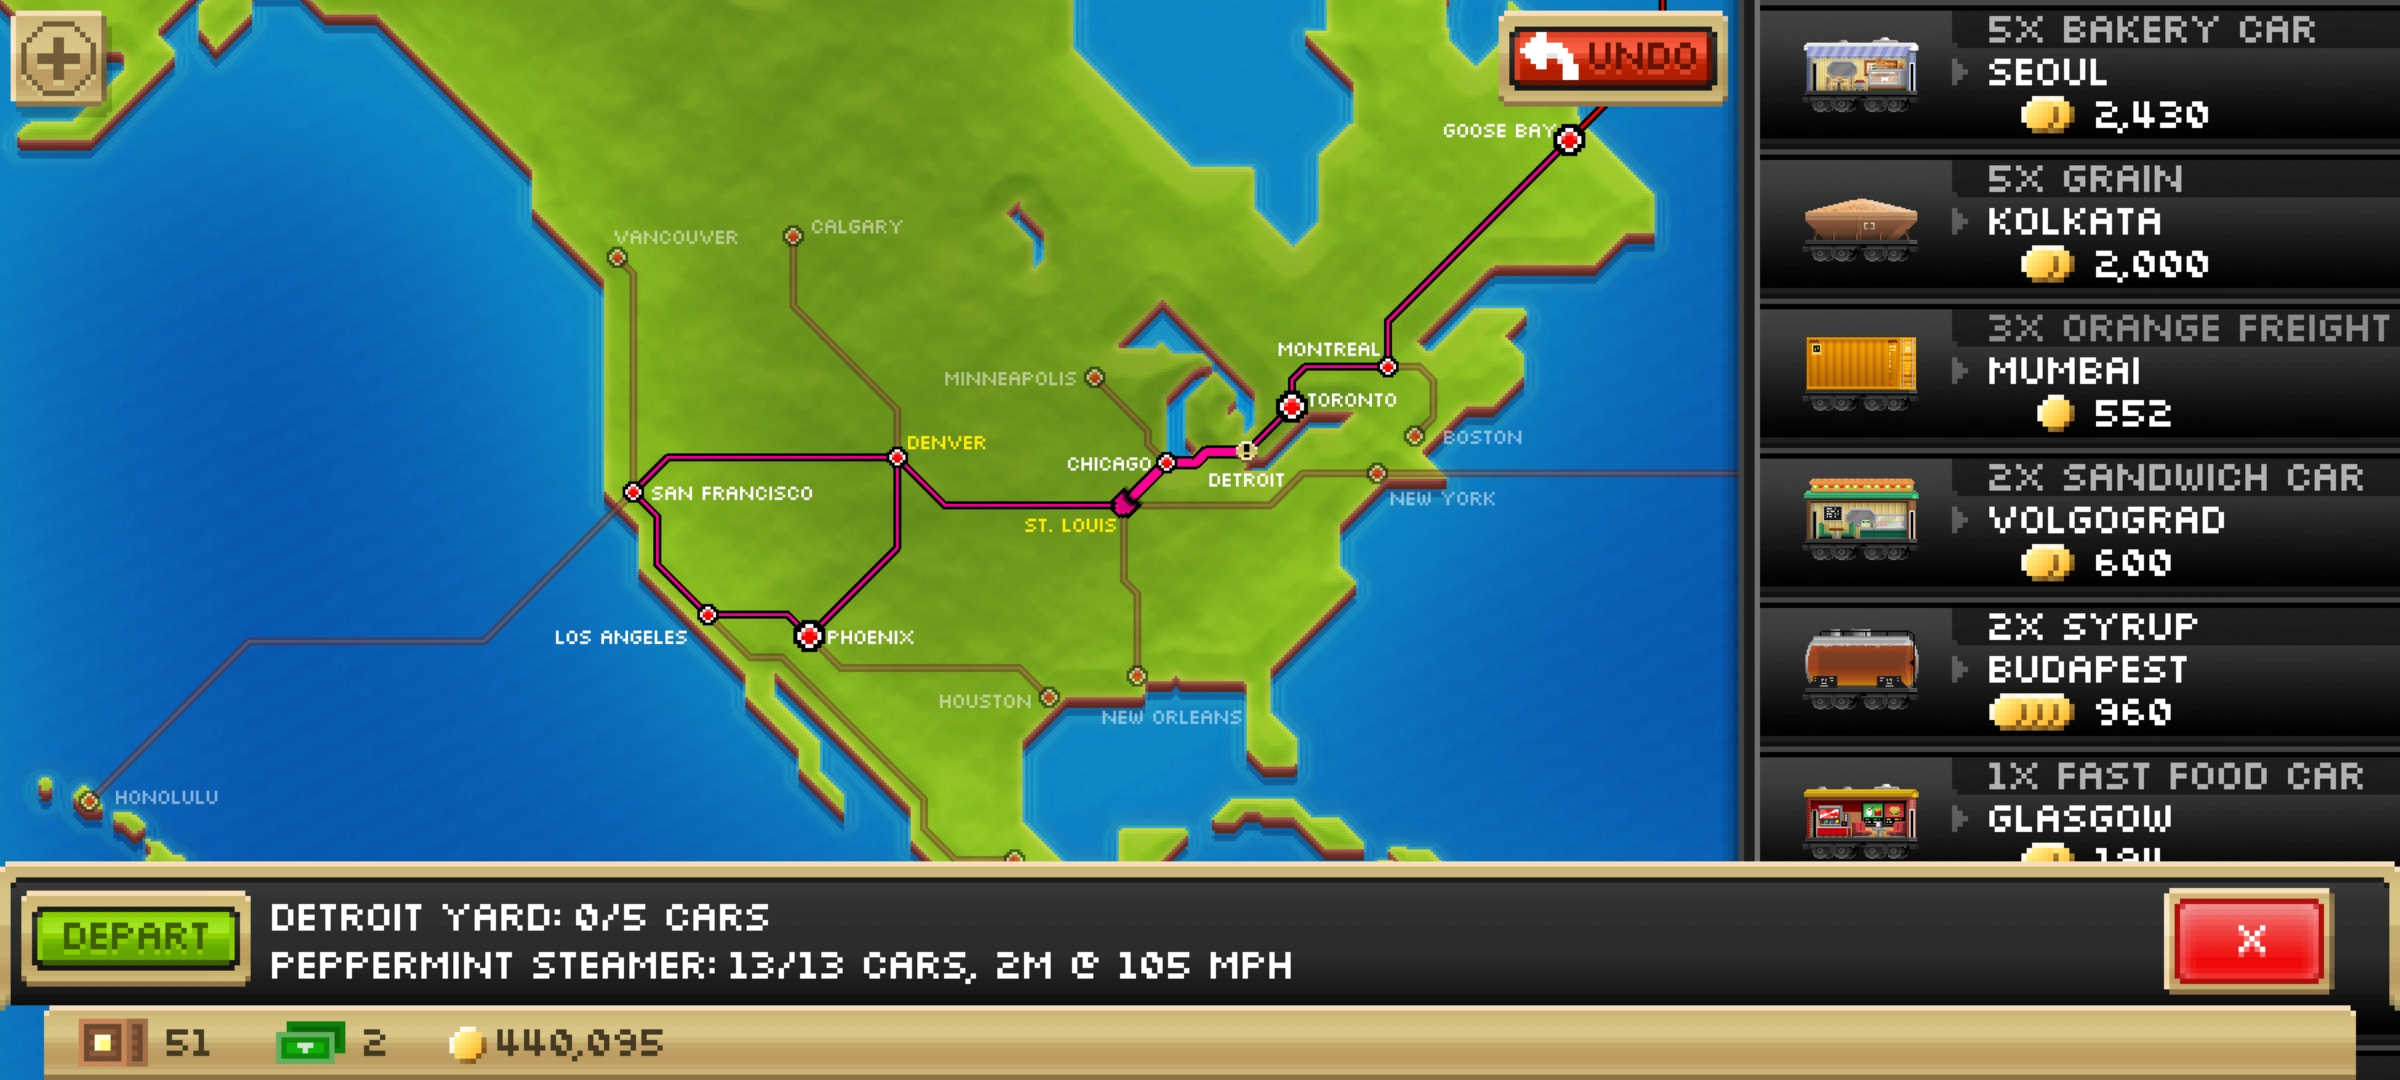 UNDO
GOOSE BAY
VANCOUVER
CALGARY
MINNEAPOLIS
MONTREAL
TORONTO
BOSTON
DENVER
CHICAGO
DETROIT
SAN FRANCISCO
NEW YORK
ST. LOUIS
LOS ANGELES
PHOENIX
HOUSTON
NEW ORLEANS
HONOLULU
5X BAKERY CAR
SEOUL
2,430
5X GRAIN
KOLKATA
2,000
3X ORANGE FREIGHT
MUMBAI
552
2X SANDWICH CAR
VOLGOGRAD
600
2X SYRUP
BUDAPEST
960
1X FAST FOOD CAR
GLASGOW
DEPART
DETROIT YARD: 0/5 CARS
PEPPERMINT STEAMER: 13/13 CARS, 2M @ 105 MPH
X
51
2
440,095